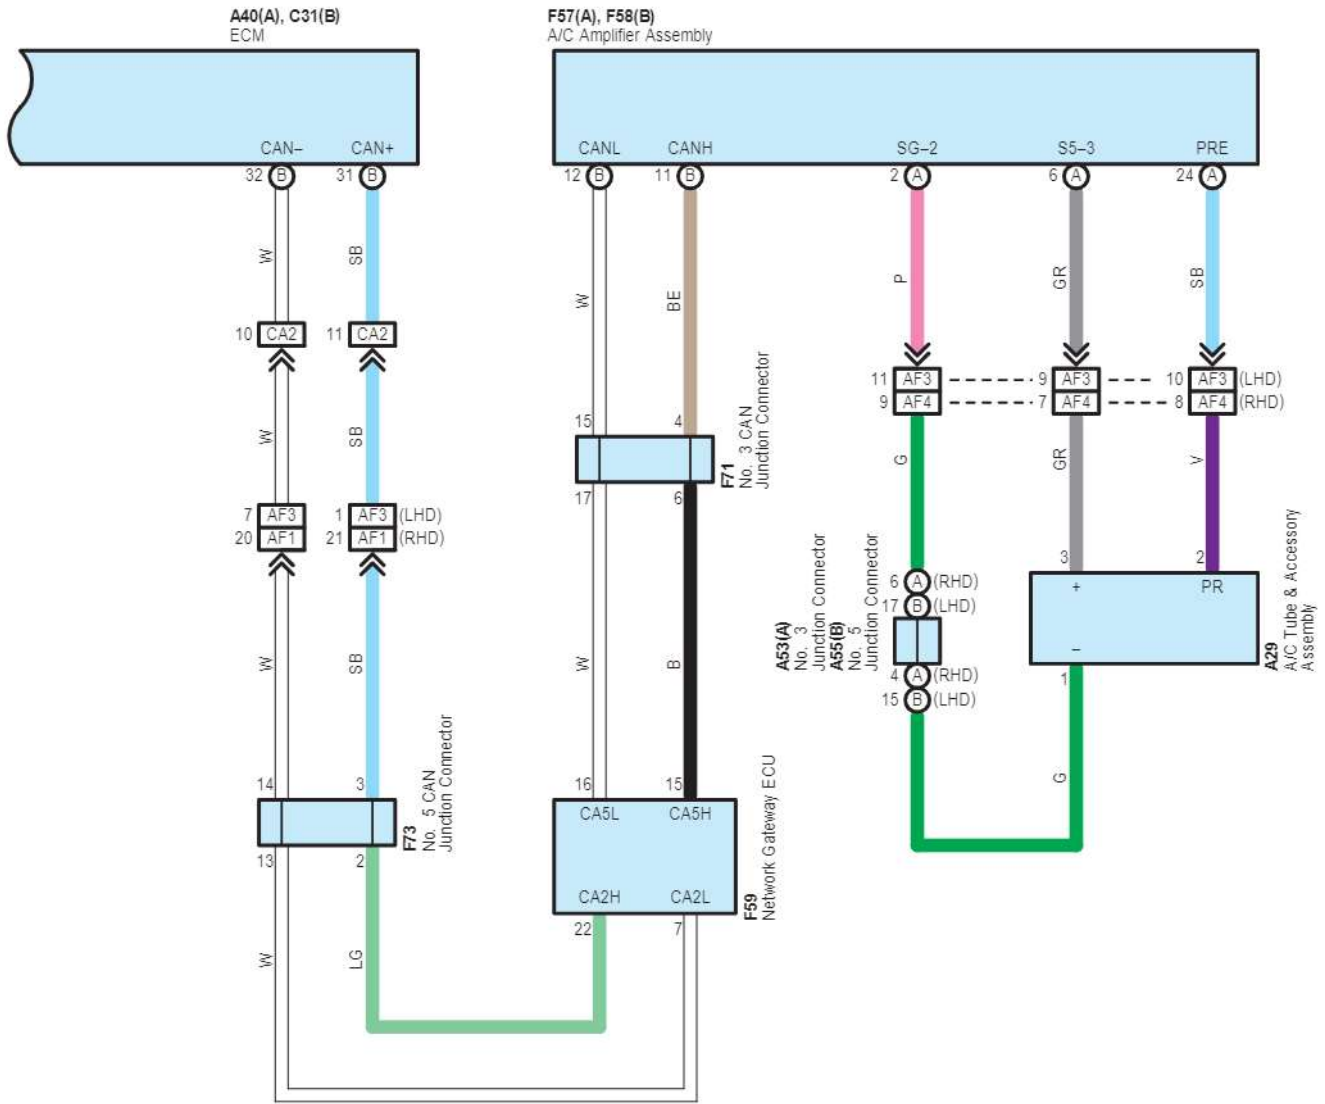 A40(A), C31(B)
ECM
F57(A), F58(B)
A/C Amplifier Assembly
CAN–
CAN+
CANL
CANH
SG–2
S5–3
PRE
32 B
31 B
12 B
11 B
2 A
6 A
24 A
W
SB
W
BE
P
GR
SB
10 CA2
11 CA2
11 AF3
9 AF3
10 AF3 (LHD)
9 AF4
7 AF4
8 AF4 (RHD)
W
SB
15
4
F71
No. 3 CAN
Junction Connector
17
6
G
GR
V
7 AF3
1 AF3 (LHD)
20 AF1
21 AF1 (RHD)
3
2
6 A (RHD)
17 B (LHD)
A53(A)
No. 3
Junction Connector
A55(B)
No. 5
Junction Connector
4 A (RHD)
15 B (LHD)
+
PR
–
A29
A/C Tube & Accessory
Assembly
1
W
SB
W
B
G
14
3
F73
No. 5 CAN
Junction Connector
13
2
16
15
CA5L
CA5H
CA2H
CA2L
F59
Network Gateway ECU
22
7
W
LG